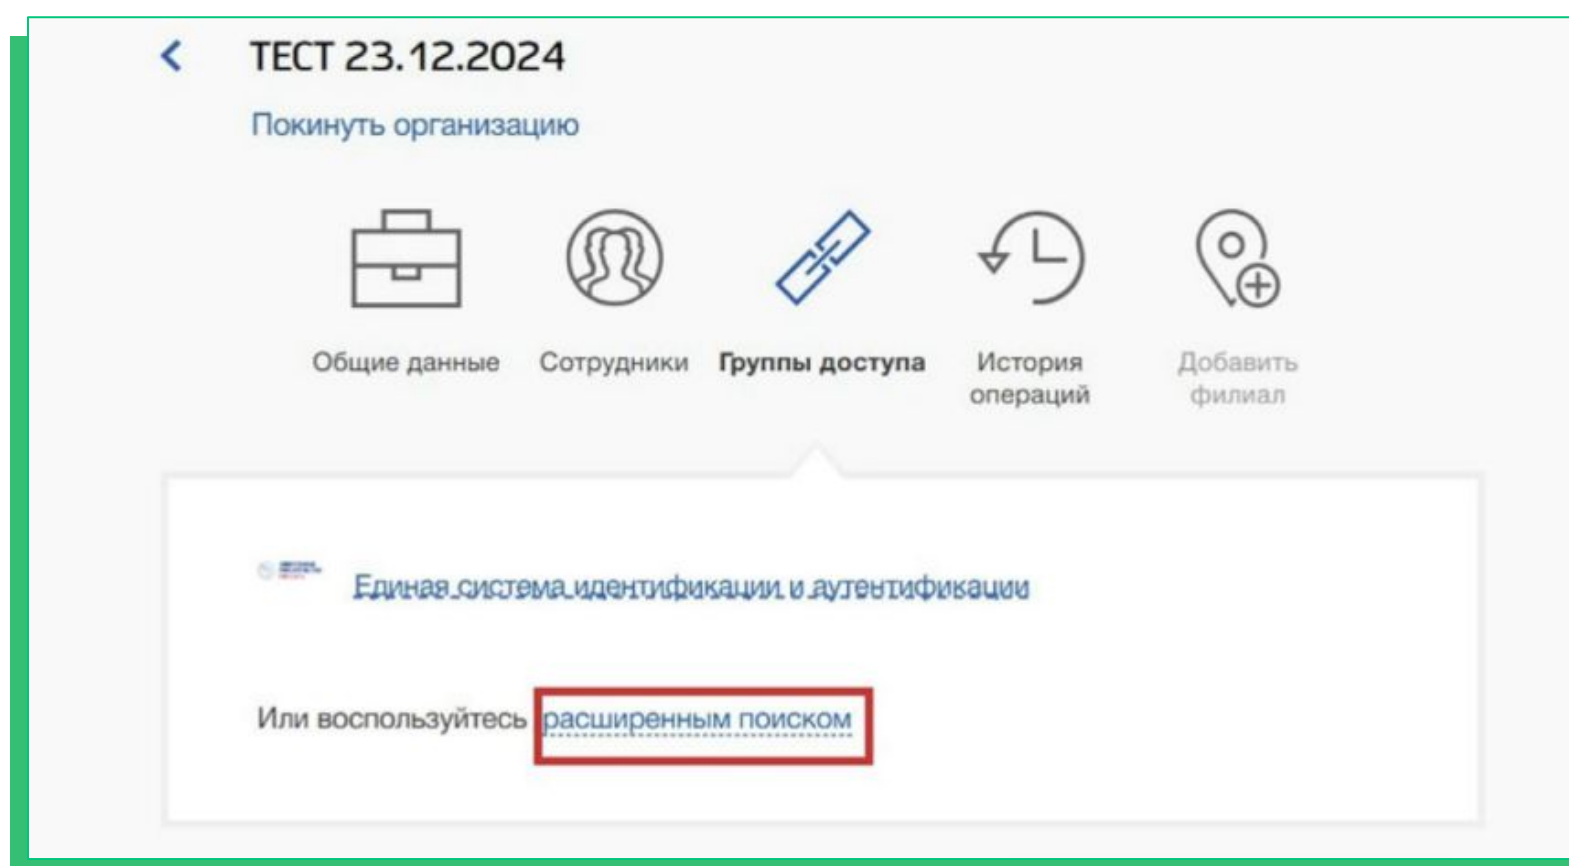 ТЕСТ 23.12.2024
Покинуть организацию
Общие данные
Сотрудники
Группы доступа
История
операций
Добавить
филиал
Единая система идентификации и аутентификации
Или воспользуйтесь расширенным поиском